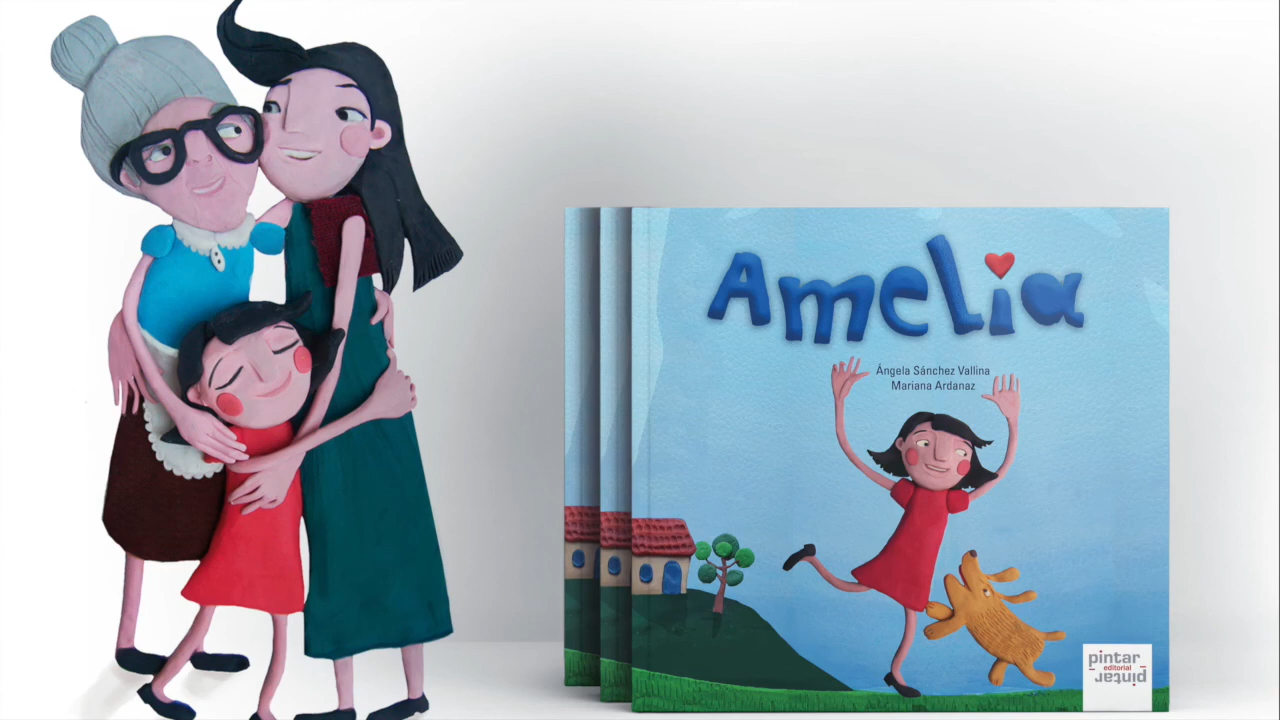 Amelia
Ángela Sánchez Vallina
Mariana Ardanaz
pintar
editorial
pintar